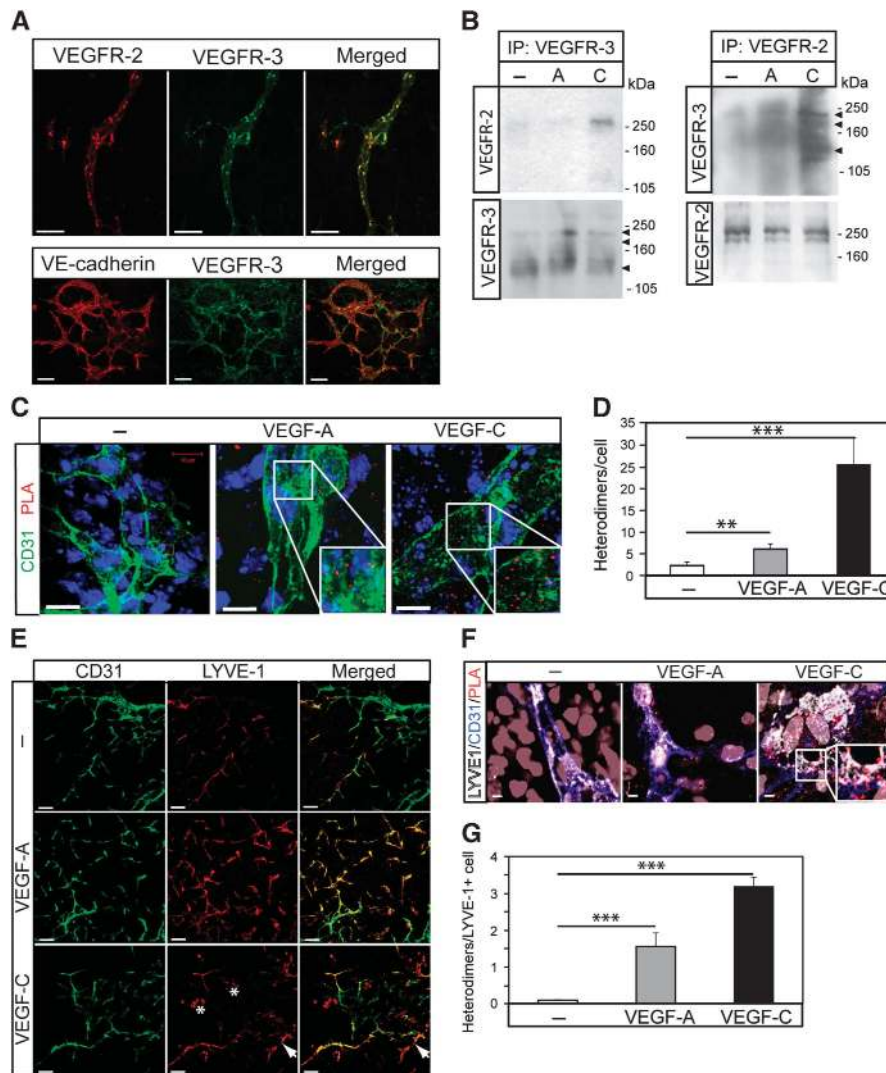 A
VEGFR-2 VEGFR-3 Merged
VE-cadherin VEGFR-3 Merged
B
IP: VEGFR-3
– A C kDa
VEGFR-2
- 250
- 160
- 105
VEGFR-3
- 250
- 160
- 105
IP: VEGFR-2
– A C kDa
VEGFR-3
- 250
- 160
- 105
VEGFR-2
- 250
- 160
C
– VEGF-A VEGF-C
CD31 PLA
D
Heterodimers/cell
35
30
25
20
15
10
5
0
***
**
– VEGF-A VEGF-C
E
CD31 LYVE-1 Merged
–
VEGF-A
VEGF-C
*
*
F
– VEGF-A VEGF-C
LYVE1/CD31/PLA
G
Heterodimers/LYVE-1+ cell
4
3
2
1
0
***
***
– VEGF-A VEGF-C